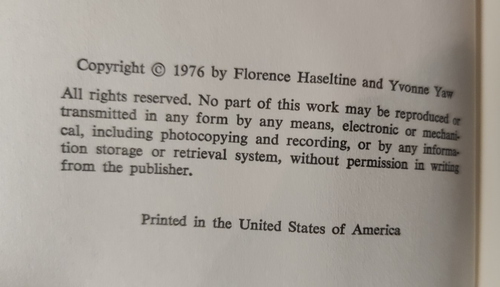 Copyright © 1976 by Florence Haseltine and Yvonne Yaw
All rights reserved. No part of this work may be reproduced or
transmitted in any form by any means, electronic or mechani-
cal, including photocopying and recording, or by any informa-
tion storage or retrieval system, without permission in writing
from the publisher.
Printed in the United States of America